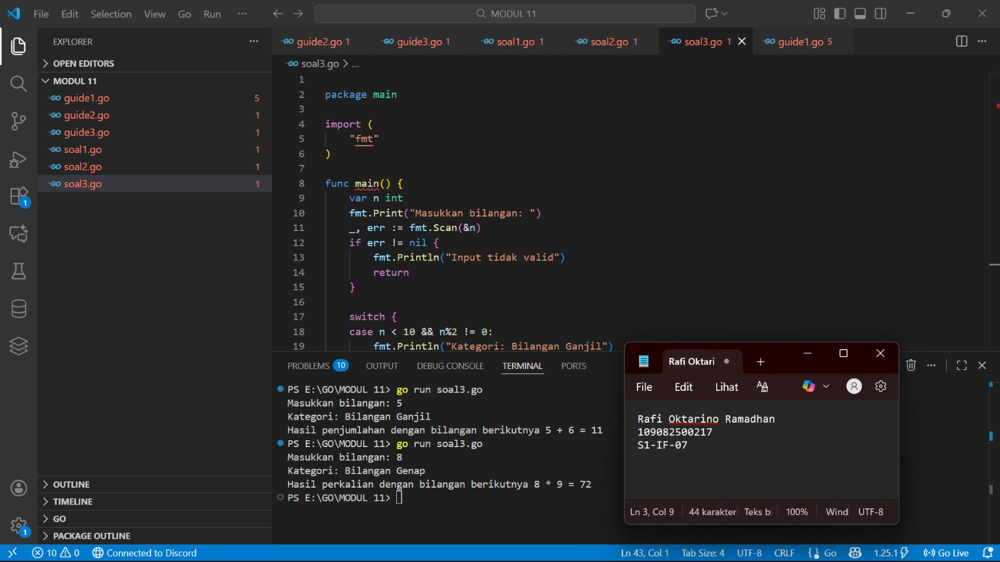 File Edit Selection View Go Run ··· MODUL 11
EXPLORER ···
OPEN EDITORS
MODUL 11
guide1.go 5
guide2.go 1
guide3.go 1
soal1.go 1
soal2.go 1
soal3.go 1
OUTLINE
TIMELINE
GO
PACKAGE OUTLINE
guide2.go 1 guide3.go 1 soal1.go 1 soal2.go 1 soal3.go 1 guide1.go 5
soal3.go > ...
1
2 package main
3
4 import (
5 "fmt"
6 )
7
8 func main() {
9 var n int
10 fmt.Print("Masukkan bilangan: ")
11 _, err := fmt.Scan(&n)
12 if err != nil {
13 fmt.Println("Input tidak valid")
14 return
15 }
16
17 switch {
18 case n < 10 && n%2 != 0:
19 fmt.Println("Kategori: Bilangan Ganjil")
PROBLEMS 10 OUTPUT DEBUG CONSOLE TERMINAL PORTS
PS E:\GO\MODUL 11> go run soal3.go
Masukkan bilangan: 5
Kategori: Bilangan Ganjil
Hasil penjumlahan dengan bilangan berikutnya 5 + 6 = 11
PS E:\GO\MODUL 11> go run soal3.go
Masukkan bilangan: 8
Kategori: Bilangan Genap
Hasil perkalian dengan bilangan berikutnya 8 * 9 = 72
PS E:\GO\MODUL 11>
Rafi Oktari
File Edit Lihat
Rafi Oktarino Ramadhan
109082500217
S1-IF-07
Ln 3, Col 9 44 karakter Teks bi 100% Wind UTF-8
1
1
10 0 Connected to Discord Ln 43, Col 1 Tab Size: 4 UTF-8 CRLF Go 1.25.1 Go Live